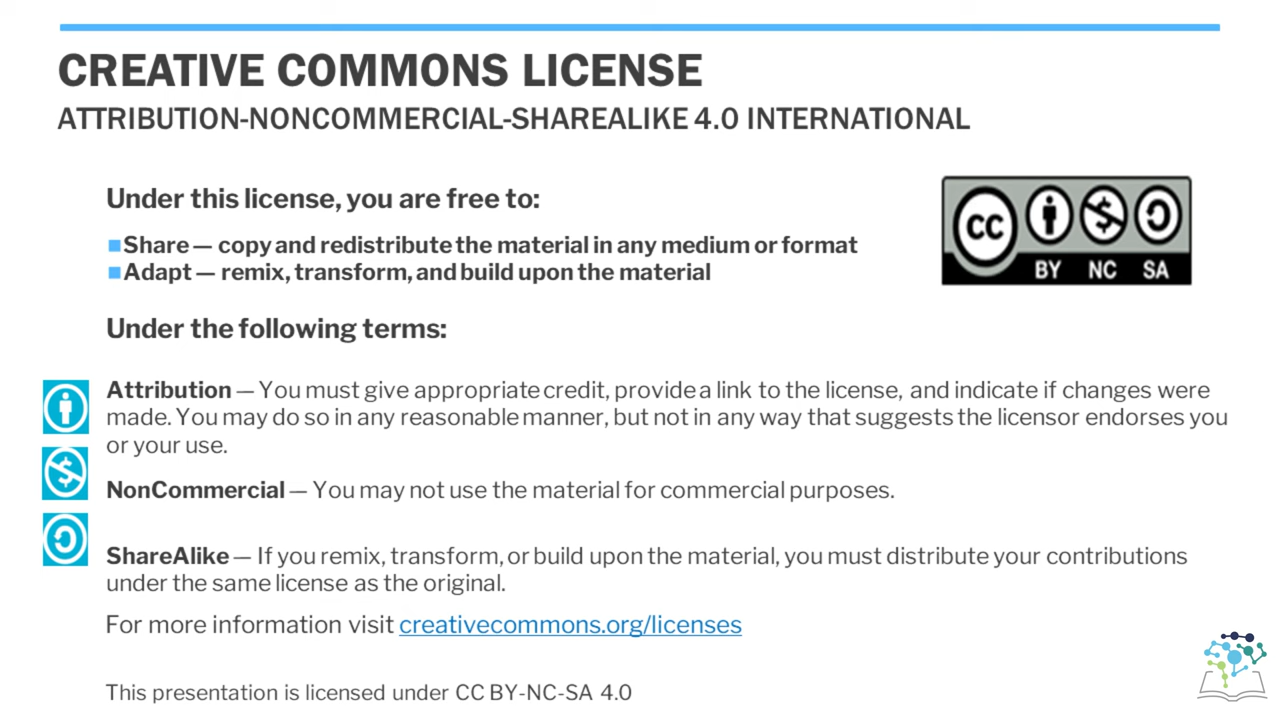 CREATIVE COMMONS LICENSE
ATTRIBUTION-NONCOMMERCIAL-SHAREALIKE 4.0 INTERNATIONAL
Under this license, you are free to:
Share — copy and redistribute the material in any medium or format
Adapt — remix, transform, and build upon the material
CC
BY NC SA
Under the following terms:
Attribution — You must give appropriate credit, provide a link to the license, and indicate if changes were
made. You may do so in any reasonable manner, but not in any way that suggests the licensor endorses you
or your use.
NonCommercial — You may not use the material for commercial purposes.
ShareAlike — If you remix, transform, or build upon the material, you must distribute your contributions
under the same license as the original.
For more information visit creativecommons.org/licenses
This presentation is licensed under CC BY-NC-SA 4.0